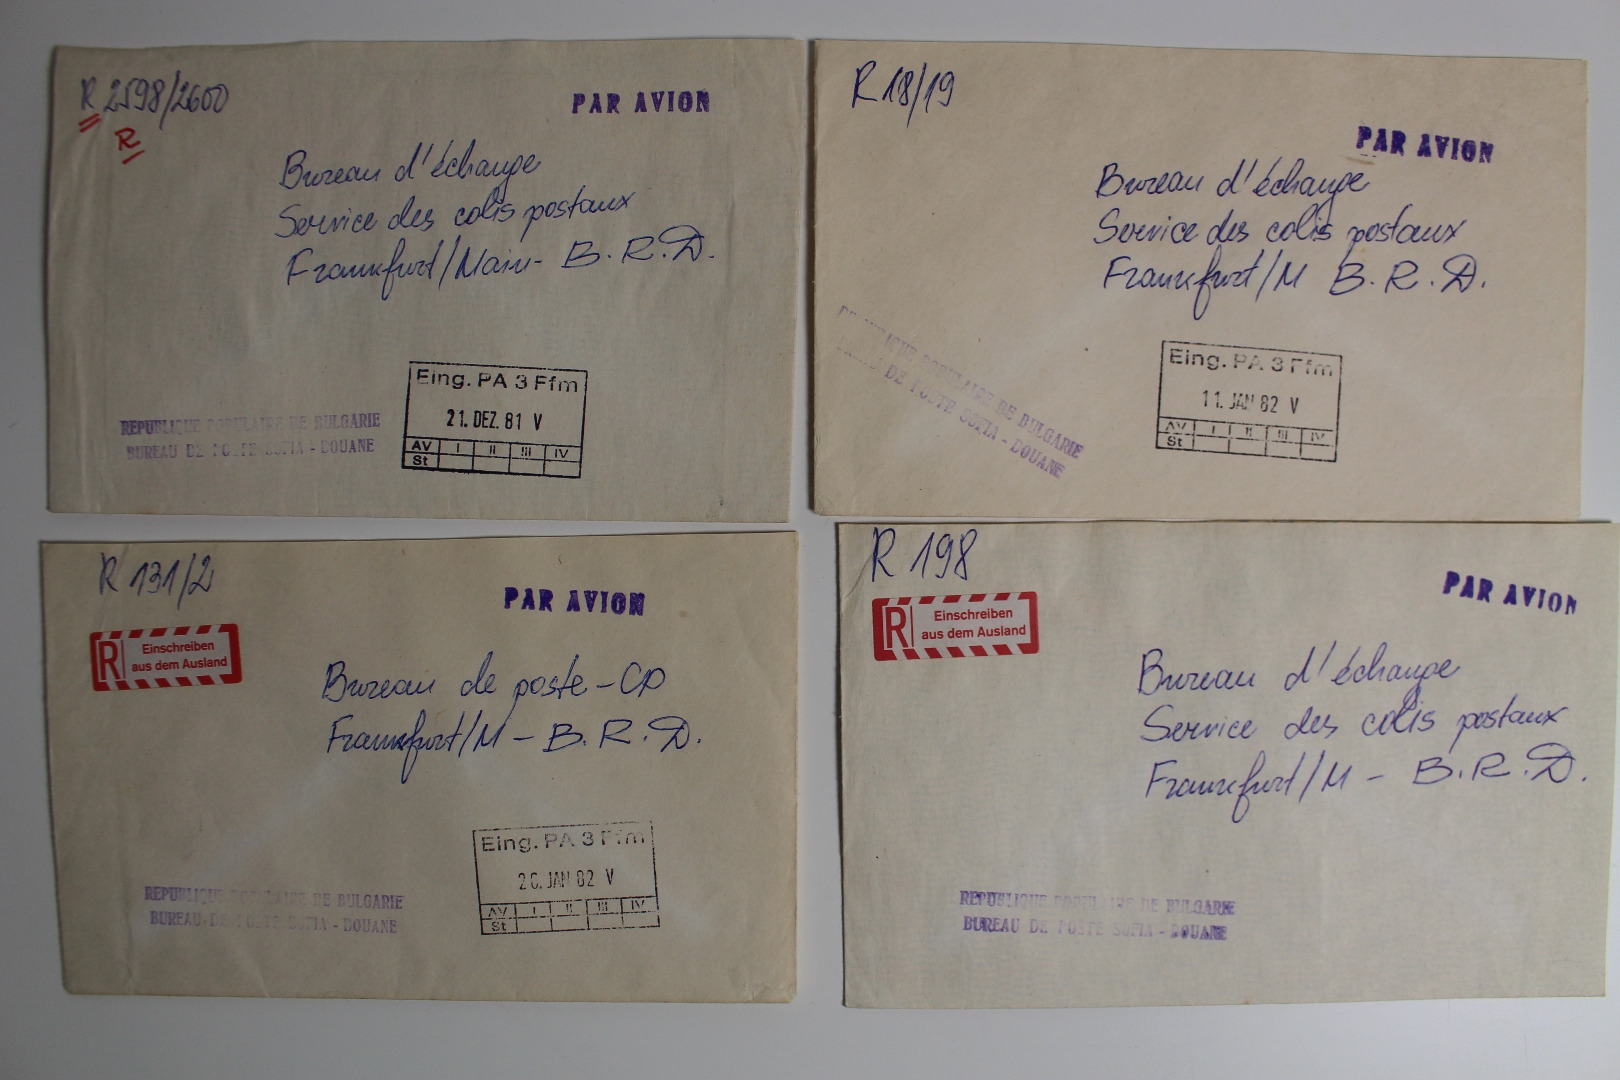 R 2598/2600
R
PAR AVION
Bureau d'échange
Service des colis postaux
Frankfurt/Main - B.R.D.
REPUBLIQUE POPULAIRE DE BULGARIE
BUREAU DE POSTE SOFIA - DOUANE
Eing. PA 3 Ffm
21. DEZ. 81 V
AV I II III IV
St
R 18/19
PAR AVION
Bureau d'échange
Service des colis postaux
Frankfurt/M B.R.D.
REPUBLIQUE POPULAIRE DE BULGARIE
BUREAU DE POSTE SOFIA - DOUANE
Eing. PA 3 Ffm
11. JAN 82 V
AV I II III IV
St
R 131/2
R Einschreiben
aus dem Ausland
PAR AVION
Bureau de poste - CP
Frankfurt/M - B.R.D.
REPUBLIQUE POPULAIRE DE BULGARIE
BUREAU DE POSTE SOFIA - DOUANE
Eing. PA 3 Ffm
JAN 82 V
AV I II III IV
St
R 198
R Einschreiben
aus dem Ausland
PAR AVION
Bureau d'échange
Service des colis postaux
Frankfurt/M - B.R.D.
REPUBLIQUE POPULAIRE DE BULGARIE
BUREAU DE POSTE SOFIA - DOUANE